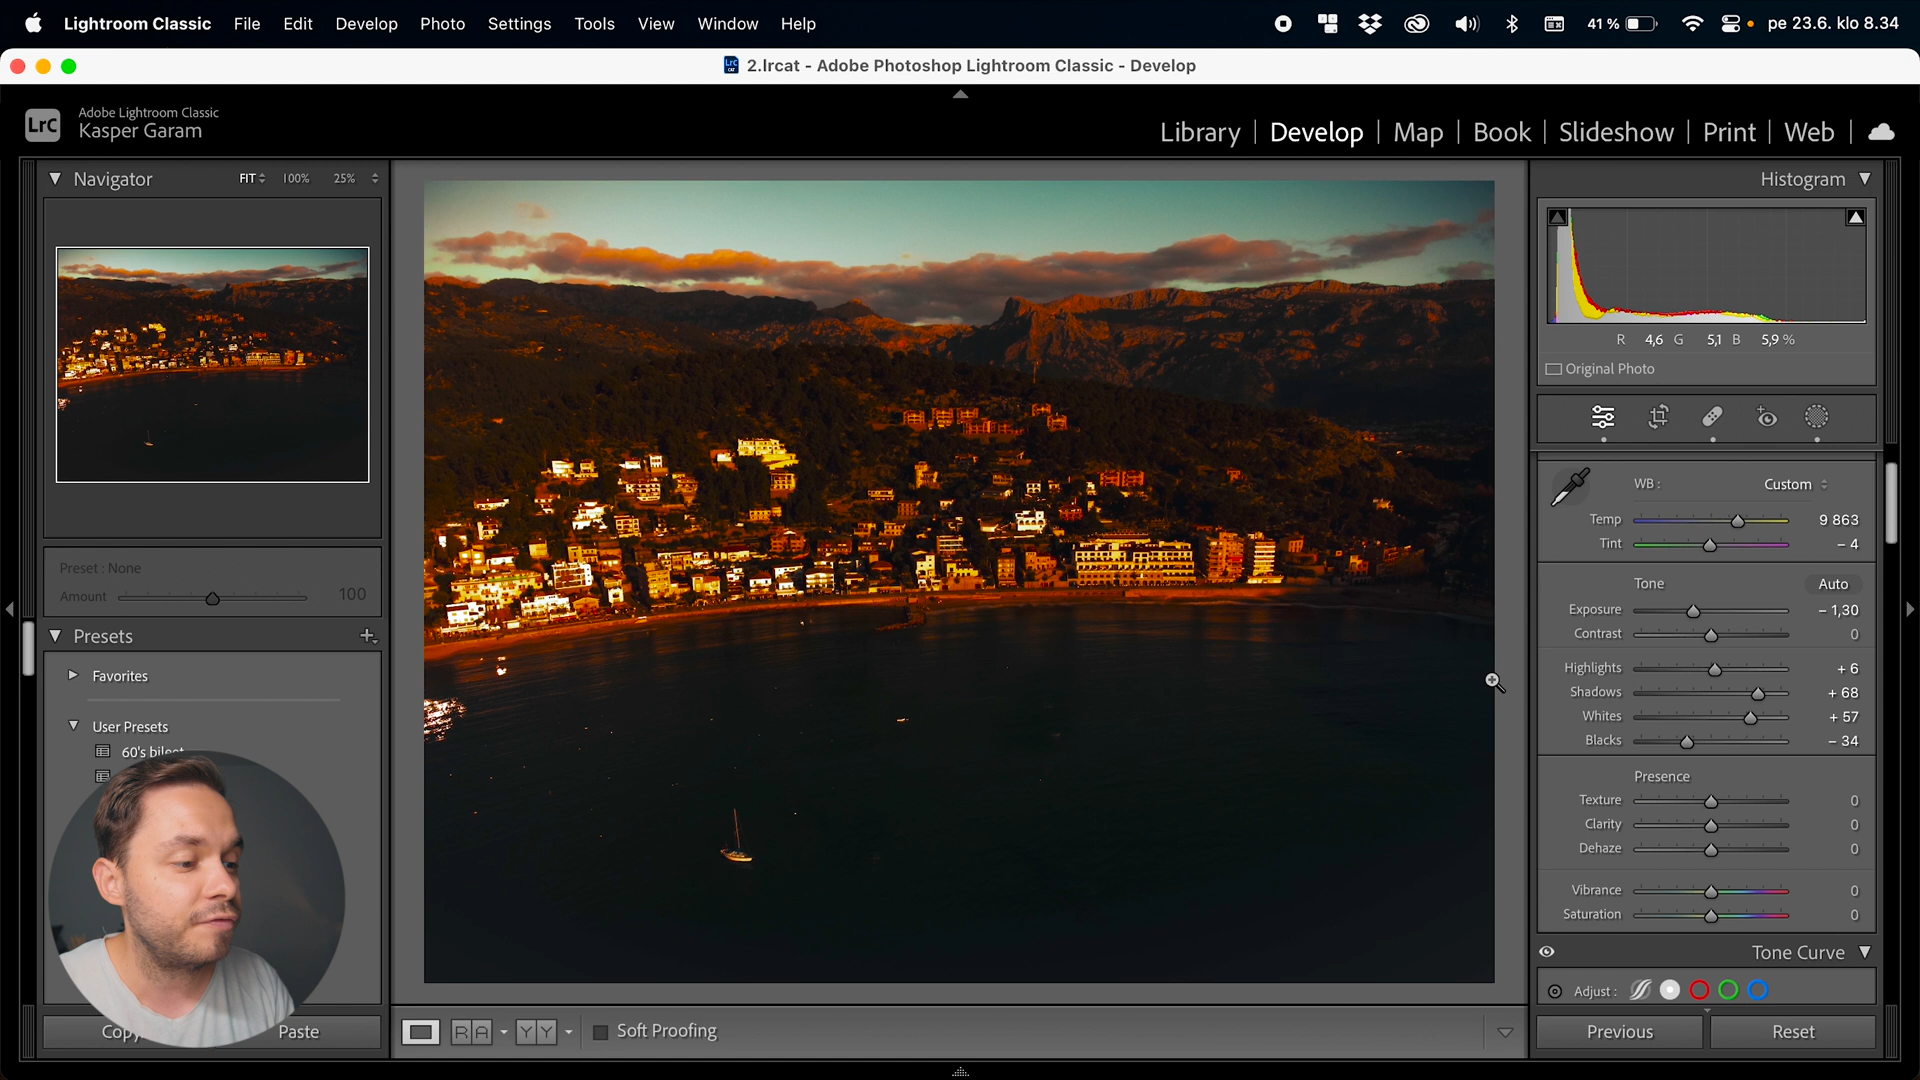 Lightroom Classic File Edit Develop Photo Settings Tools View Window Help 41 % pe 23.6. klo 8.34
2.lrcat - Adobe Photoshop Lightroom Classic - Develop
LrC Adobe Lightroom Classic
Kasper Garam
Library | Develop | Map | Book | Slideshow | Print | Web |
Navigator FIT 100% 25%
Histogram
R 4,6 G 5,1 B 5,9 %
Original Photo
WB : Custom
Temp 9 863
Tint – 4
Tone Auto
Exposure – 1,30
Contrast 0
Highlights + 6
Shadows + 68
Whites + 57
Blacks – 34
Presence
Texture 0
Clarity 0
Dehaze 0
Vibrance 0
Saturation 0
Tone Curve
Adjust :
Previous Reset
Preset : None
Amount 100
Presets
Favorites
User Presets
60's
Paste
R A Y Y Soft Proofing